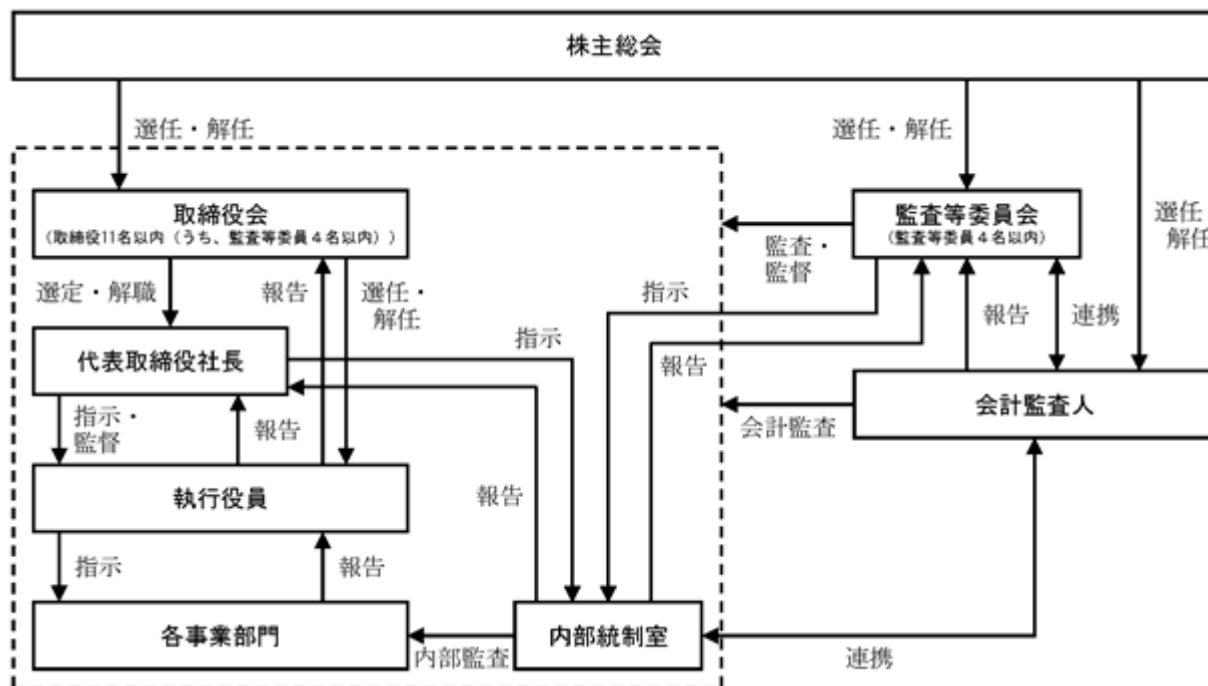 株主総会
選任・解任
選任・解任
選任・
解任
取締役会
(取締役11名以内(うち、監査等委員4名以内))
監査等委員会
(監査等委員4名以内)
監査・
監督
選定・解職
報告
選任・
解任
指示
報告
連携
代表取締役社長
指示
報告
会計監査人
会計監査
指示・
監督
報告
執行役員
報告
指示
報告
各事業部門
内部監査
内部統制室
連携